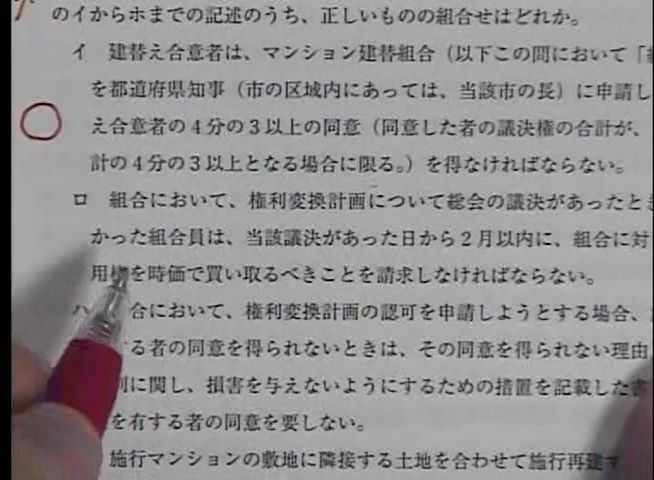 のイからホまでの記述のうち、正しいものの組合せはどれか。
イ 建替え合意者は、マンション建替組合（以下この問において「
を都道府県知事（市の区域内にあっては、当該市の長）に申請し
え合意者の４分の３以上の同意（同意した者の議決権の合計が、
計の４分の３以上となる場合に限る。）を得なければならない。
ロ 組合において、権利変換計画について総会の議決があったとき
かった組合員は、当該議決があった日から２月以内に、組合に対
用権を時価で買い取るべきことを請求しなければならない。
ハ 合において、権利変換計画の認可を申請しようとする場合、
る者の同意を得られないときは、その同意を得られない理由
に関し、損害を与えないようにするための措置を記載した書
を有する者の同意を要しない。
施行マンションの敷地に隣接する土地を合わせて施行再建マ